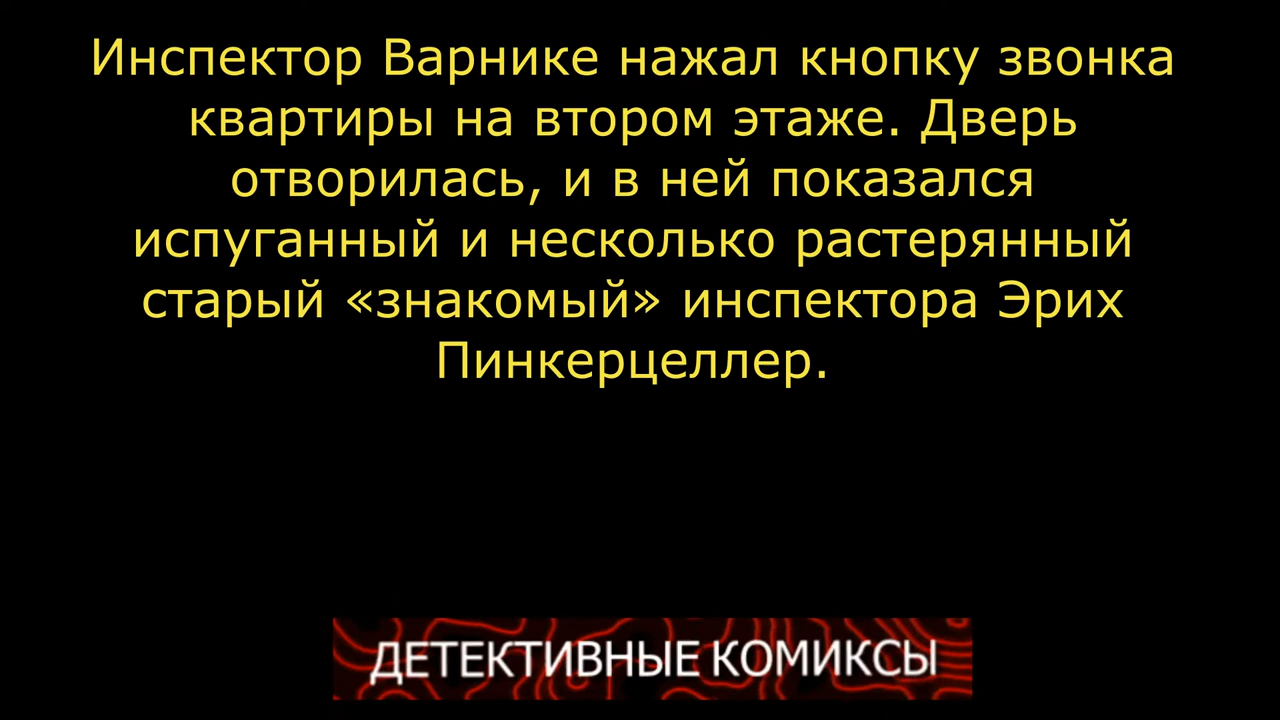 Инспектор Варнике нажал кнопку звонка
квартиры на втором этаже. Дверь
отворилась, и в ней показался
испуганный и несколько растерянный
старый «знакомый» инспектора Эрих
Пинкерцеллер.
ДЕТЕКТИВНЫЕ КОМИКСЫ